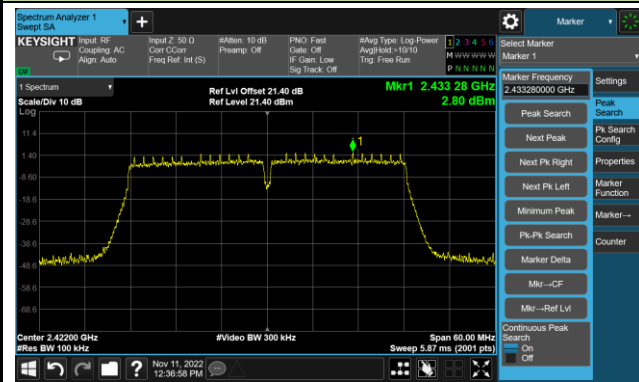 Spectrum Analyzer 1
Swept SA
Marker
KEYSIGHT
Input: RF
Coupling: AC
Align: Auto
Input Z: 50 Ω
Corr CCorr
Freq Ref: Int (S)
#Atten: 10 dB
Preamp: Off
PNO: Fast
Gate: Off
IF Gain: Low
Sig Track: Off
#Avg Type: Log-Power
Avg|Hold:>10/10
Trig: Free Run
1 2 3 4 5 6
M W W W W W
P N N N N N
Select Marker
Marker 1
1 Spectrum
Scale/Div 10 dB
Log
Ref Lvl Offset 21.40 dB
Ref Level 21.40 dBm
Mkr1 2.433 28 GHz
2.80 dBm
11.4
1.40
-8.60
-18.6
-28.6
-38.6
-48.6
-58.6
-68.6
1
Center 2.42200 GHz
#Res BW 100 kHz
#Video BW 300 kHz
Span 60.00 MHz
Sweep 5.87 ms (2001 pts)
Marker Frequency
2.433280000 GHz
Peak Search
Next Peak
Next Pk Right
Next Pk Left
Minimum Peak
Pk-Pk Search
Marker Delta
Mkr→CF
Mkr→Ref Lvl
Continuous Peak
Search
On
Off
Settings
Peak
Search
Pk Search
Config
Properties
Marker
Function
Marker→
Counter
Nov 11, 2022
12:36:58 PM